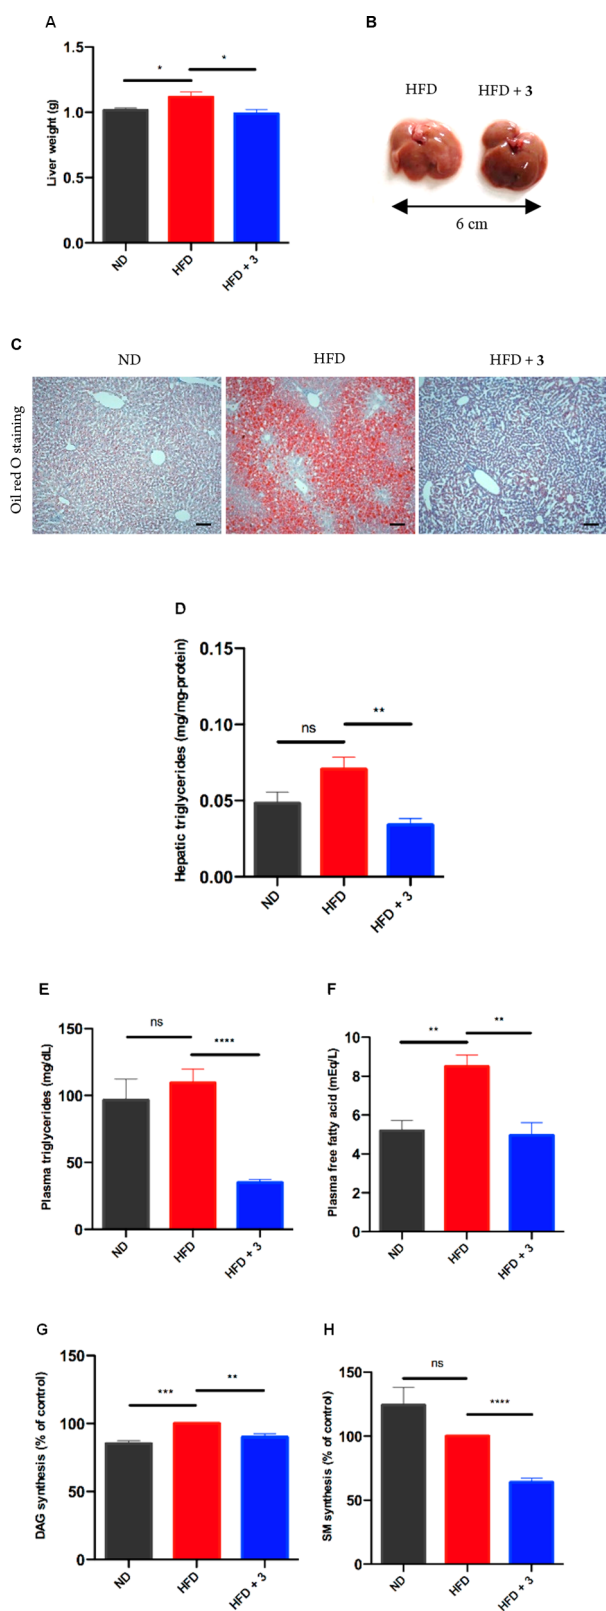 A
Liver weight (g)
1.5
1.0
0.5
0.0
*
*
ND
HFD
HFD + 3
B
HFD
HFD + 3
6 cm
C
ND
HFD
HFD + 3
Oil red O staining
D
Hepatic triglycerides (mg/mg-protein)
0.15
0.10
0.05
0.00
ns
**
ND
HFD
HFD + 3
E
Plasma triglycerides (mg/dL)
150
100
50
0
ns
****
ND
HFD
HFD + 3
F
Plasma free fatty acid (mEq/L)
10
8
6
4
2
0
**
**
ND
HFD
HFD + 3
G
DAG synthesis (% of control)
150
100
50
0
***
**
ND
HFD
HFD + 3
H
SM synthesis (% of control)
150
100
50
0
ns
****
ND
HFD
HFD + 3